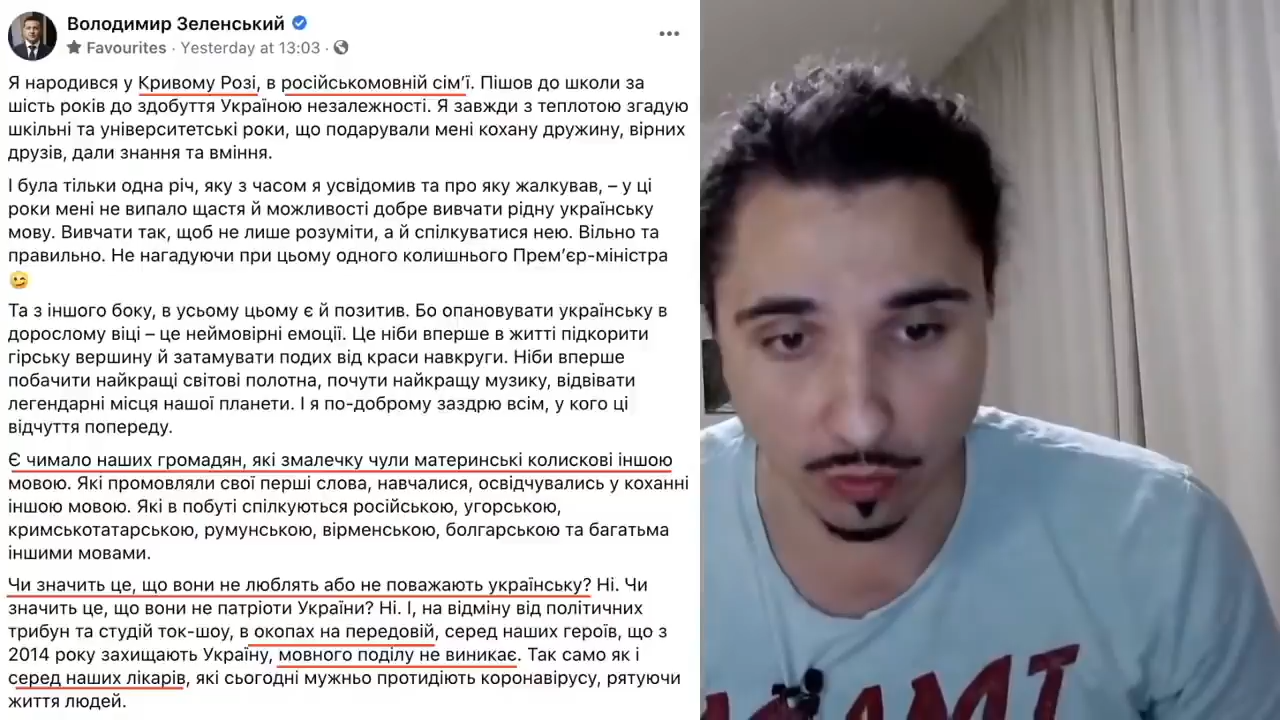 Володимир Зеленський
Favourites · Yesterday at 13:03 ·
Я народився у Кривому Розі, в російськомовній сім’ї. Пішов до школи за
шість років до здобуття Україною незалежності. Я завжди з теплотою згадую
шкільні та університетські роки, що подарували мені кохану дружину, вірних
друзів, дали знання та вміння.
І була тільки одна річ, яку з часом я усвідомив та про яку жалкував, – у ці
роки мені не випало щастя й можливості добре вивчати рідну українську
мову. Вивчати так, щоб не лише розуміти, а й спілкуватися нею. Вільно та
правильно. Не нагадуючи при цьому одного колишнього Прем’єр-міністра
😉
Та з іншого боку, в усьому цьому є й позитив. Бо опановувати українську в
дорослому віці – це неймовірні емоції. Це ніби вперше в житті підкорити
гірську вершину й затамувати подих від краси навкруги. Ніби вперше
побачити найкращі світові полотна, почути найкращу музику, відвівати
легендарні місця нашої планети. І я по-доброму заздрю всім, у кого ці
відчуття попереду.
Є чимало наших громадян, які змалечку чули материнські колискові іншою
мовою. Які промовляли свої перші слова, навчалися, освідчувались у коханні
іншою мовою. Які в побуті спілкуються російською, угорською,
кримськотатарською, румунською, вірменською, болгарською та багатьма
іншими мовами.
Чи значить це, що вони не люблять або не поважають українську? Ні. Чи
значить це, що вони не патріоти України? Ні. І, на відміну від політичних
трибун та студій ток-шоу, в окопах на передовій, серед наших героїв, що з
2014 року захищають Україну, мовного поділу не виникає. Так само як і
серед наших лікарів, які сьогодні мужньо протидіють коронавірусу, рятуючи
життя людей.